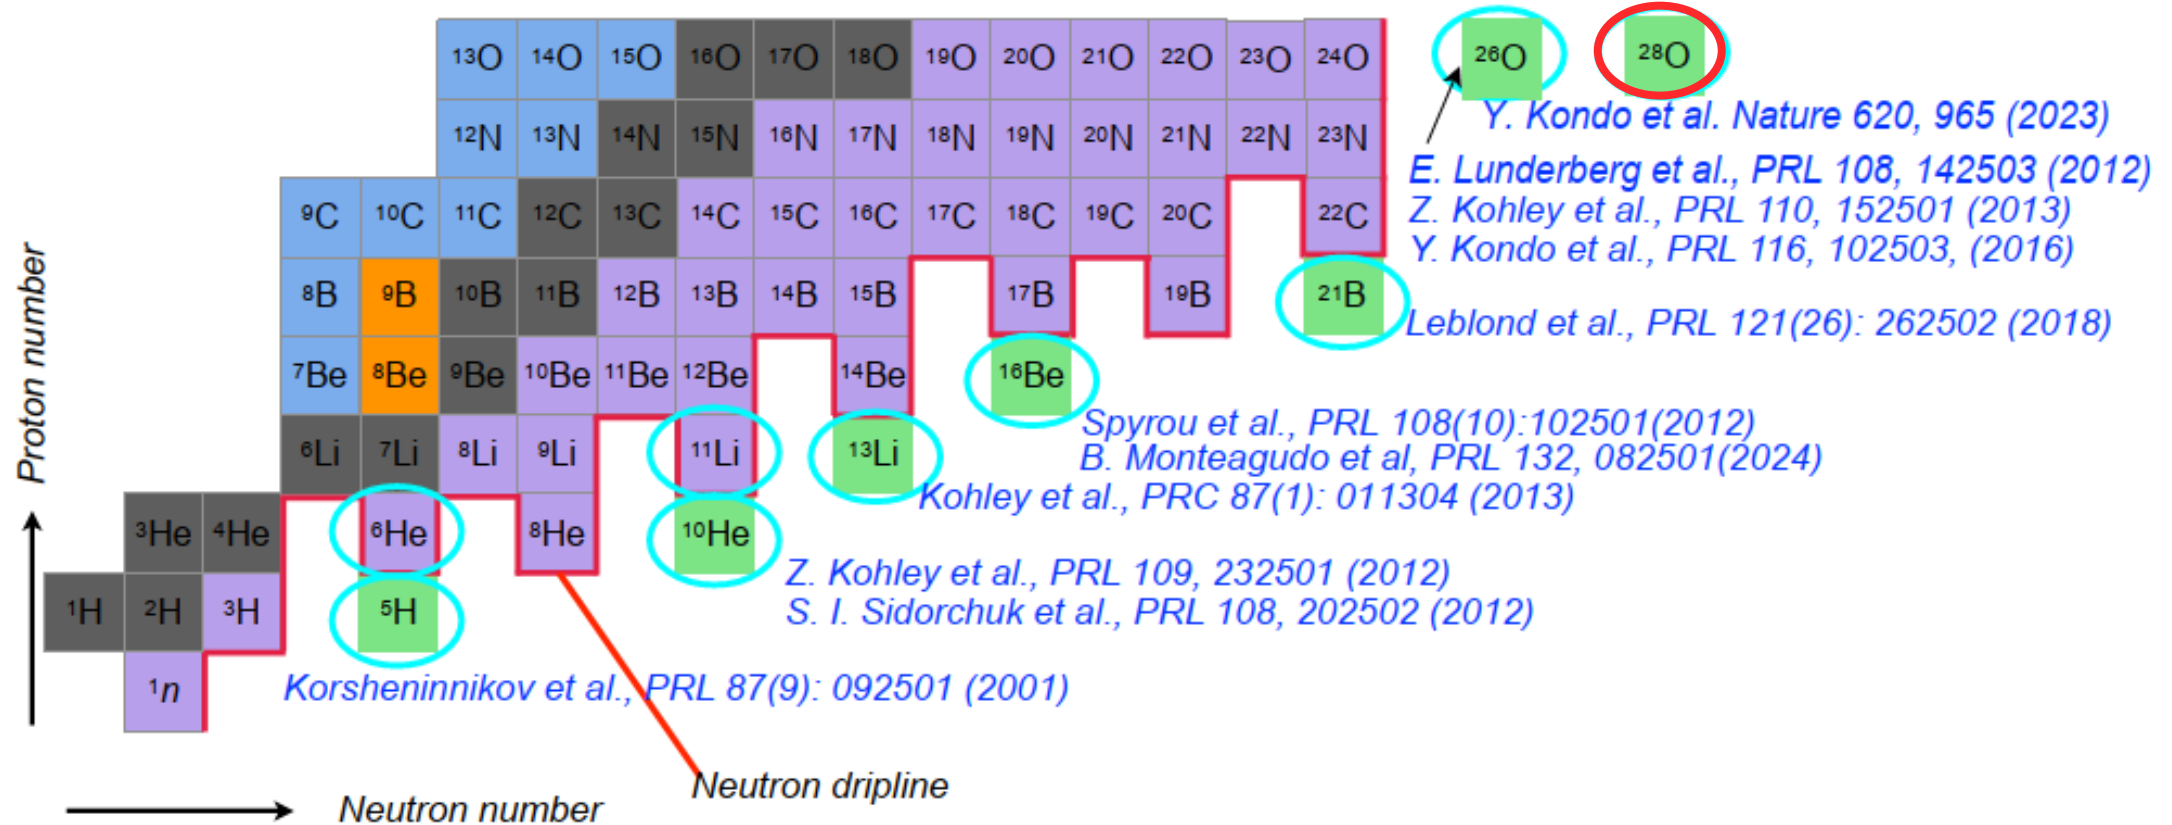 ¹³O ¹⁴O ¹⁵O ¹⁶O ¹⁷O ¹⁸O ¹⁹O ²⁰O ²¹O ²²O ²³O ²⁴O ²⁶O ²⁸O
Y. Kondo et al. Nature 620, 965 (2023)
¹²N ¹³N ¹⁴N ¹⁵N ¹⁶N ¹⁷N ¹⁸N ¹⁹N ²⁰N ²¹N ²²N ²³N
E. Lunderberg et al., PRL 108, 142503 (2012)
⁹C ¹⁰C ¹¹C ¹²C ¹³C ¹⁴C ¹⁵C ¹⁶C ¹⁷C ¹⁸C ¹⁹C ²⁰C ²²C
Z. Kohley et al., PRL 110, 152501 (2013)
Y. Kondo et al., PRL 116, 102503, (2016)
⁸B ⁹B ¹⁰B ¹¹B ¹²B ¹³B ¹⁴B ¹⁵B ¹⁷B ¹⁹B ²¹B
Leblond et al., PRL 121(26): 262502 (2018)
⁷Be ⁸Be ⁹Be ¹⁰Be ¹¹Be ¹²Be ¹⁴Be ¹⁶Be
Spyrou et al., PRL 108(10):102501(2012)
⁶Li ⁷Li ⁸Li ⁹Li ¹¹Li ¹³Li
B. Monteagudo et al, PRL 132, 082501(2024)
Kohley et al., PRC 87(1): 011304 (2013)
³He ⁴He ⁶He ⁸He ¹⁰He
Z. Kohley et al., PRL 109, 232501 (2012)
¹H ²H ³H ⁵H
S. I. Sidorchuk et al., PRL 108, 202502 (2012)
¹n
Korsheninnikov et al., PRL 87(9): 092501 (2001)
Neutron dripline
Neutron number
Proton number